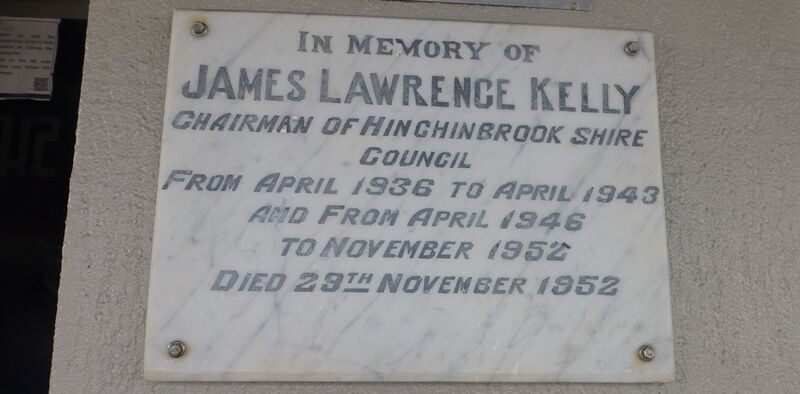 IN MEMORY OF
JAMES LAWRENCE KELLY
CHAIRMAN OF HINCHINBROOK SHIRE
COUNCIL
FROM APRIL 1936 TO APRIL 1943
AND FROM APRIL 1946
TO NOVEMBER 1952
DIED 29TH NOVEMBER 1952